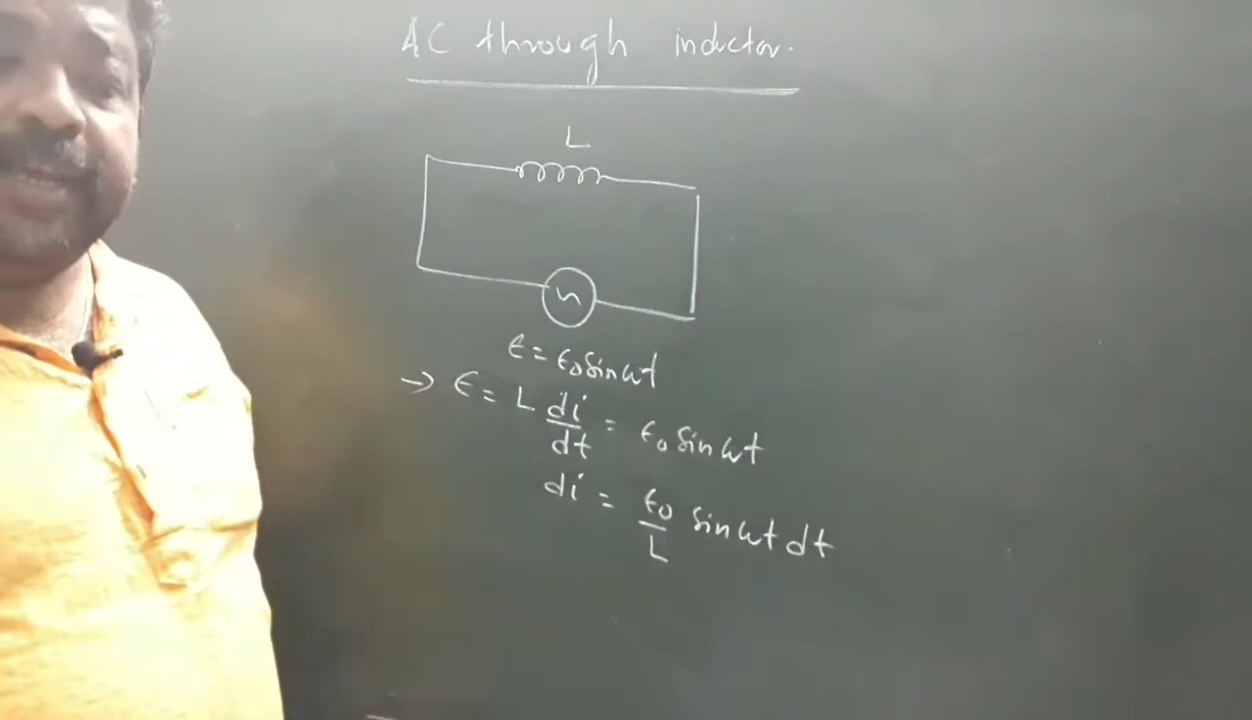 AC through inductor.
L
ε = ε₀ sin ωt
→ ε = L di/dt = ε₀ sin ωt
di = ε₀/L sin ωt dt